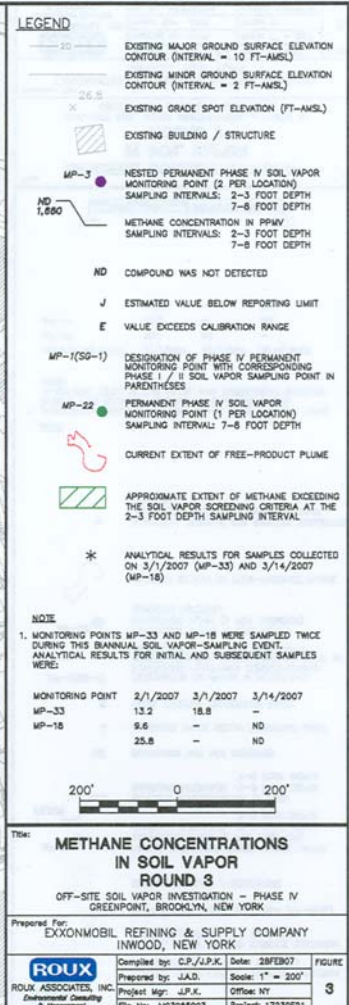 LEGEND
20
EXISTING MAJOR GROUND SURFACE ELEVATION
CONTOUR (INTERVAL = 10 FT-AMSL)
EXISTING MINOR GROUND SURFACE ELEVATION
CONTOUR (INTERVAL = 2 FT-AMSL)
26.5
X
EXISTING GRADE SPOT ELEVATION (FT-AMSL)
EXISTING BUILDING / STRUCTURE
MP-3
NESTED PERMANENT PHASE IV SOIL VAPOR
MONITORING POINT (2 PER LOCATION)
SAMPLING INTERVALS: 2-3 FOOT DEPTH
7-8 FOOT DEPTH
ND
1,660
METHANE CONCENTRATION IN PPMV
SAMPLING INTERVALS: 2-3 FOOT DEPTH
7-8 FOOT DEPTH
ND COMPOUND WAS NOT DETECTED
J ESTIMATED VALUE BELOW REPORTING LIMIT
E VALUE EXCEEDS CALIBRATION RANGE
MP-1(SG-1) DESIGNATION OF PHASE IV PERMANENT
MONITORING POINT WITH CORRESPONDING
PHASE I / II SOIL VAPOR SAMPLING POINT IN
PARENTHESES
MP-22 PERMANENT PHASE IV SOIL VAPOR
MONITORING POINT (1 PER LOCATION)
SAMPLING INTERVAL: 7-8 FOOT DEPTH
CURRENT EXTENT OF FREE-PRODUCT PLUME
APPROXIMATE EXTENT OF METHANE EXCEEDING
THE SOIL VAPOR SCREENING CRITERIA AT THE
2-3 FOOT DEPTH SAMPLING INTERVAL
* ANALYTICAL RESULTS FOR SAMPLES COLLECTED
ON 3/1/2007 (MP-33) AND 3/14/2007
(MP-18)
NOTE
1. MONITORING POINTS MP-33 AND MP-18 WERE SAMPLED TWICE
DURING THIS BIANNUAL SOIL VAPOR-SAMPLING EVENT.
ANALYTICAL RESULTS FOR INITIAL AND SUBSEQUENT SAMPLES
WERE:
MONITORING POINT 2/1/2007 3/1/2007 3/14/2007
MP-33 13.2 18.8 -
MP-18 9.6 - ND
25.8 - ND
200' 0 200'
Title:
METHANE CONCENTRATIONS
IN SOIL VAPOR
ROUND 3
OFF-SITE SOIL VAPOR INVESTIGATION - PHASE IV
GREENPOINT, BROOKLYN, NEW YORK
Prepared For:
EXXONMOBIL REFINING & SUPPLY COMPANY
INWOOD, NEW YORK
ROUX
ROUX ASSOCIATES, INC.
Environmental Consulting
Compiled by: C.P./J.P.K. Date: 28FEB07 FIGURE
Prepared by: J.A.D. Scale: 1" = 200'
Project Mgr: J.P.K. Office: NY
3